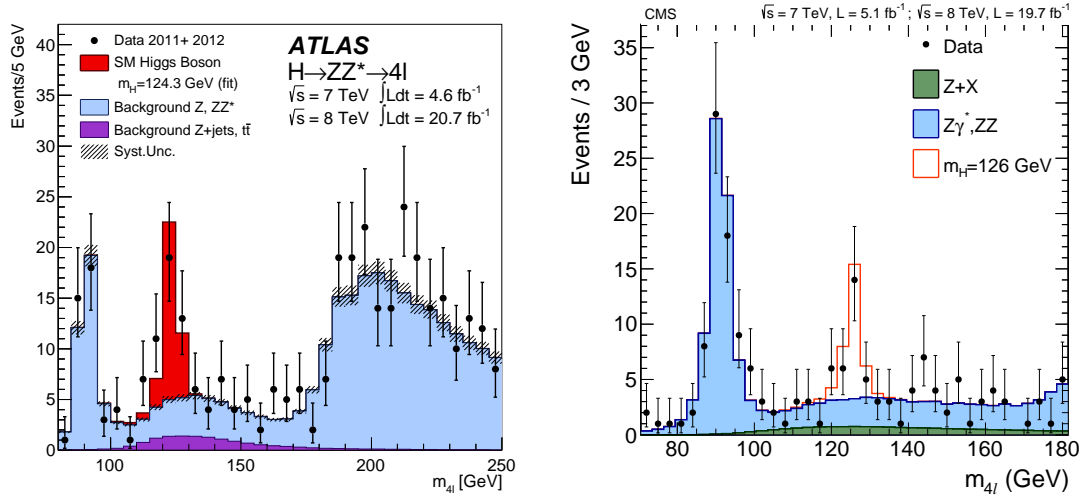 Events/5 GeV
40
35
30
25
20
15
10
5
0
Data 2011+ 2012
SM Higgs Boson
m_H=124.3 GeV (fit)
Background Z, ZZ*
Background Z+jets, tt̄
Syst.Unc.
ATLAS
H→ZZ*→4l
√s = 7 TeV ∫Ldt = 4.6 fb⁻¹
√s = 8 TeV ∫Ldt = 20.7 fb⁻¹
100
150
200
250
m_4l [GeV]
CMS
√s = 7 TeV, L = 5.1 fb⁻¹ ; √s = 8 TeV, L = 19.7 fb⁻¹
Events / 3 GeV
35
30
25
20
15
10
5
0
Data
Z+X
Zγ*,ZZ
m_H=126 GeV
80
100
120
140
160
180
m_4l (GeV)